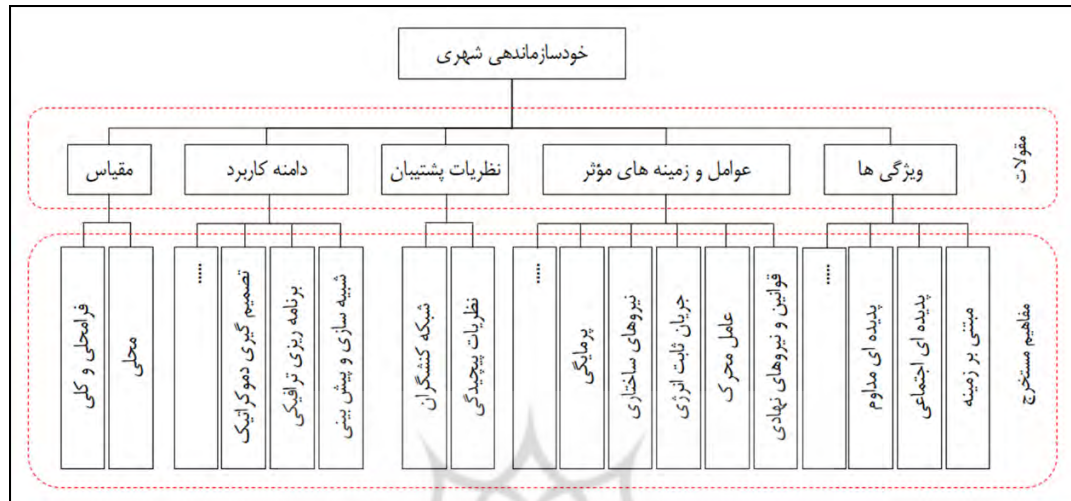 خودسازماندهی شهری
مقولات
ویژگی ها
عوامل و زمینه های مؤثر
نظریات پشتیبان
دامنه کاربرد
مقیاس
مفاهیم مستخرج
مبتنی بر زمینه
پدیده ای اجتماعی
پدیده ای مداوم
.....
قوانین و نیروهای نهادی
عامل محرک
جریان ثابت انرژی
نیروهای ساختاری
پرمایگی
.....
نظریات پیچیدگی
شبکه کنشگران
شبیه سازی و پیش بینی
برنامه ریزی ترافیکی
تصمیم گیری دموکراتیک
.....
محلی
فرامحلی و کلی